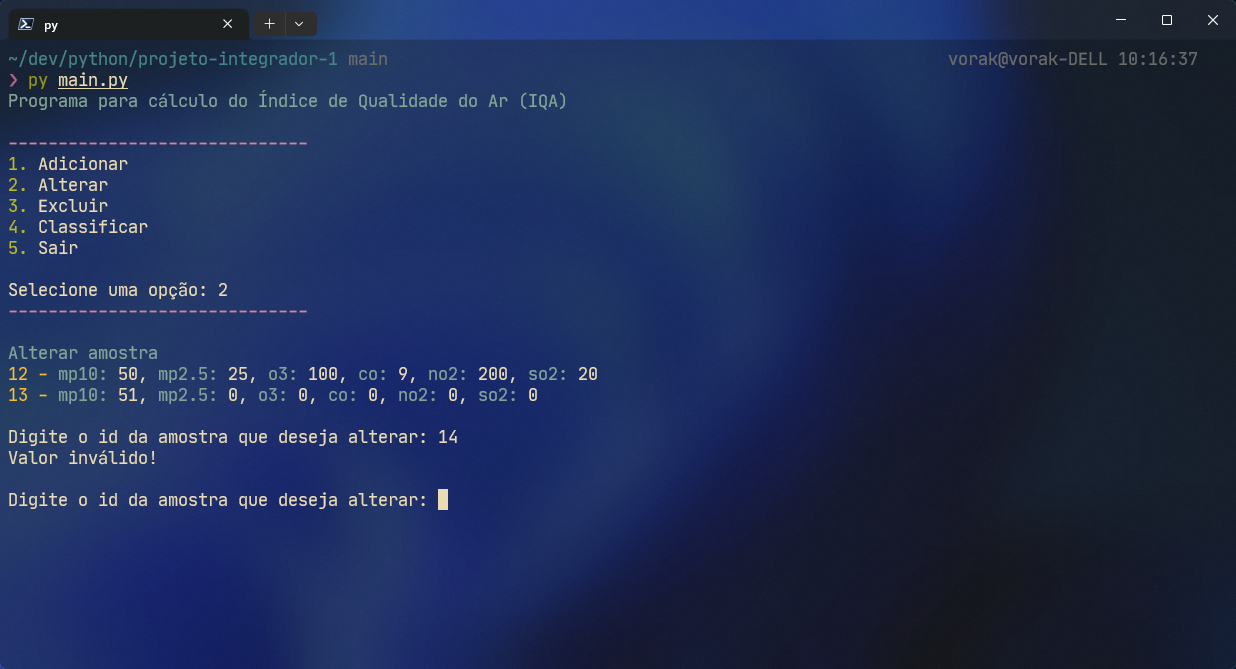 py
~/dev/python/projeto-integrador-1 main vorak@vorak-DELL 10:16:37
❯ py main.py
Programa para cálculo do Índice de Qualidade do Ar (IQA)
------------------------------
1. Adicionar
2. Alterar
3. Excluir
4. Classificar
5. Sair
Selecione uma opção: 2
------------------------------
Alterar amostra
12 - mp10: 50, mp2.5: 25, o3: 100, co: 9, no2: 200, so2: 20
13 - mp10: 51, mp2.5: 0, o3: 0, co: 0, no2: 0, so2: 0
Digite o id da amostra que deseja alterar: 14
Valor inválido!
Digite o id da amostra que deseja alterar: